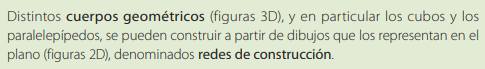 Distintos cuerpos geométricos (figuras 3D), y en particular los cubos y los
paralelepípedos, se pueden construir a partir de dibujos que los representan en el
plano (figuras 2D), denominados redes de construcción.